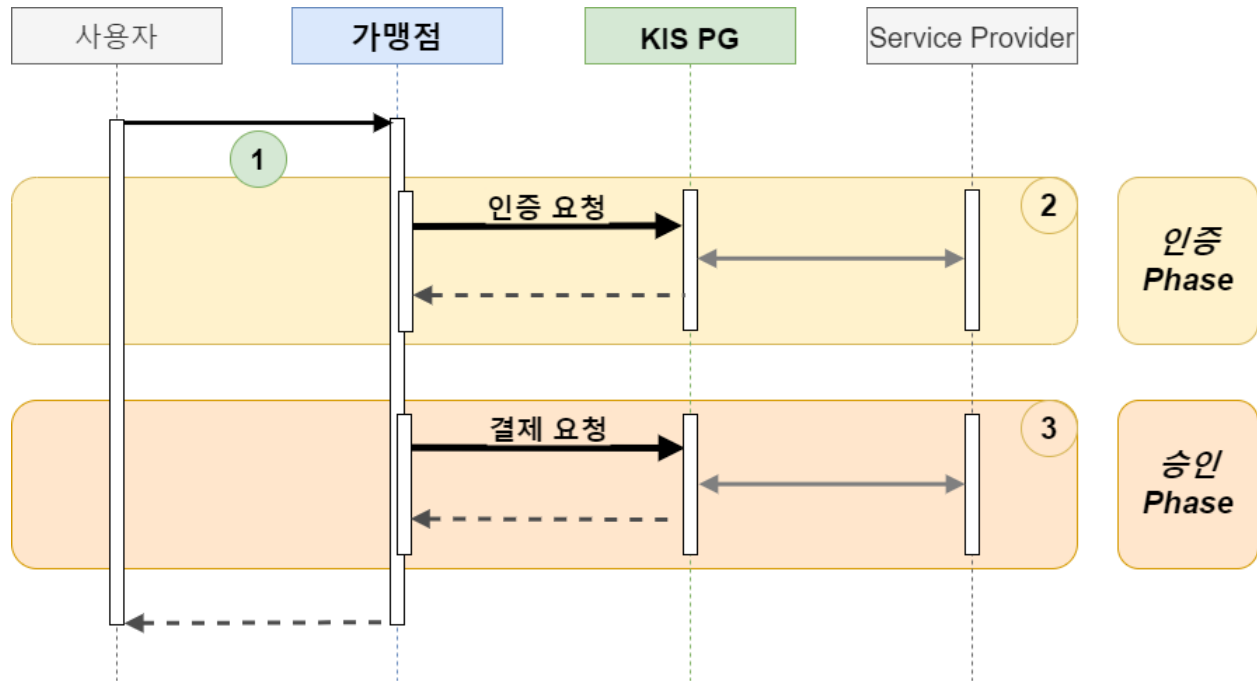 사용자
가맹점
KIS PG
Service Provider
1
인증 요청
2
인증
Phase
결제 요청
3
승인
Phase